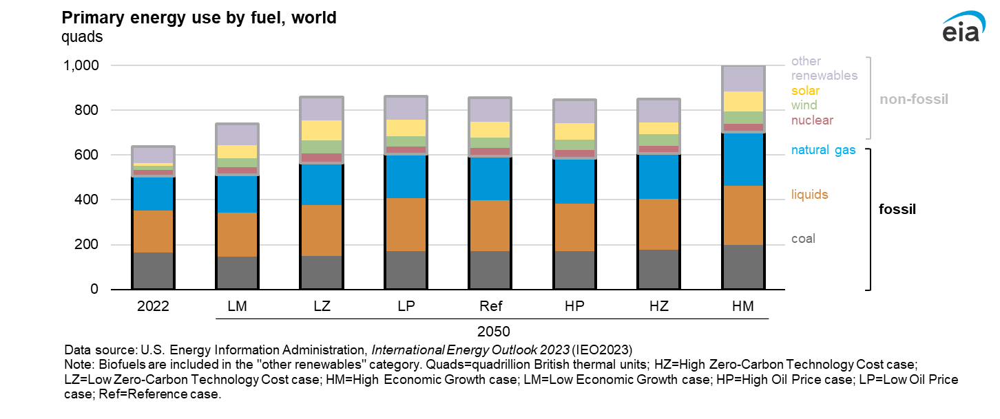 Primary energy use by fuel, world
quads
eia
1,000
800
600
400
200
0
other
renewables
solar
wind
nuclear
natural gas
liquids
coal
non-fossil
fossil
2022 LM LZ LP Ref HP HZ HM
2050
Data source: U.S. Energy Information Administration, International Energy Outlook 2023 (IEO2023)
Note: Biofuels are included in the "other renewables" category. Quads=quadrillion British thermal units; HZ=High Zero-Carbon Technology Cost case;
LZ=Low Zero-Carbon Technology Cost case; HM=High Economic Growth case; LM=Low Economic Growth case; HP=High Oil Price case; LP=Low Oil Price
case; Ref=Reference case.